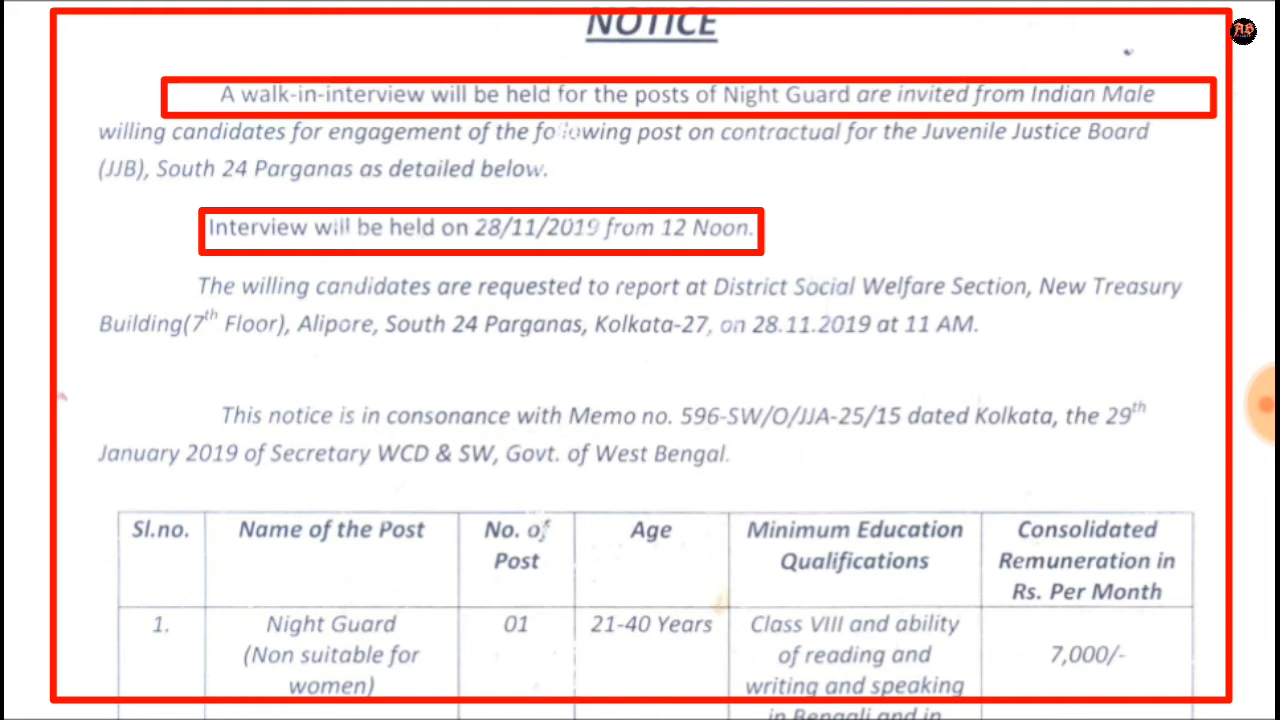 NOTICE
AB
A walk-in-interview will be held for the posts of Night Guard are invited from Indian Male
willing candidates for engagement of the following post on contractual for the Juvenile Justice Board
(JJB), South 24 Parganas as detailed below.
Interview will be held on 28/11/2019 from 12 Noon.
The willing candidates are requested to report at District Social Welfare Section, New Treasury
Building(7th Floor), Alipore, South 24 Parganas, Kolkata-27, on 28.11.2019 at 11 AM.
This notice is in consonance with Memo no. 596-SW/O/JJA-25/15 dated Kolkata, the 29th
January 2019 of Secretary WCD & SW, Govt. of West Bengal.
Sl.no. Name of the Post No. of Age Minimum Education Consolidated
Post Qualifications Remuneration in
Rs. Per Month
1. Night Guard 01 21-40 Years Class VIII and ability
(Non suitable for of reading and 7,000/-
women) writing and speaking
in Bengali and in